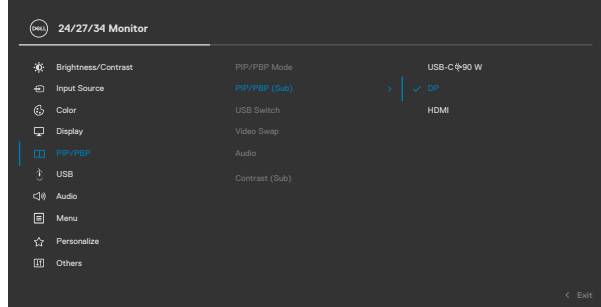 DELL 24/27/34 Monitor
Brightness/Contrast PIP/PBP Mode USB-C 90 W
Input Source PIP/PBP (Sub) > DP
Color USB Switch HDMI
Display Video Swap
PIP/PBP Audio
USB Contrast (Sub)
Audio
Menu
Personalize
Others
< Exit